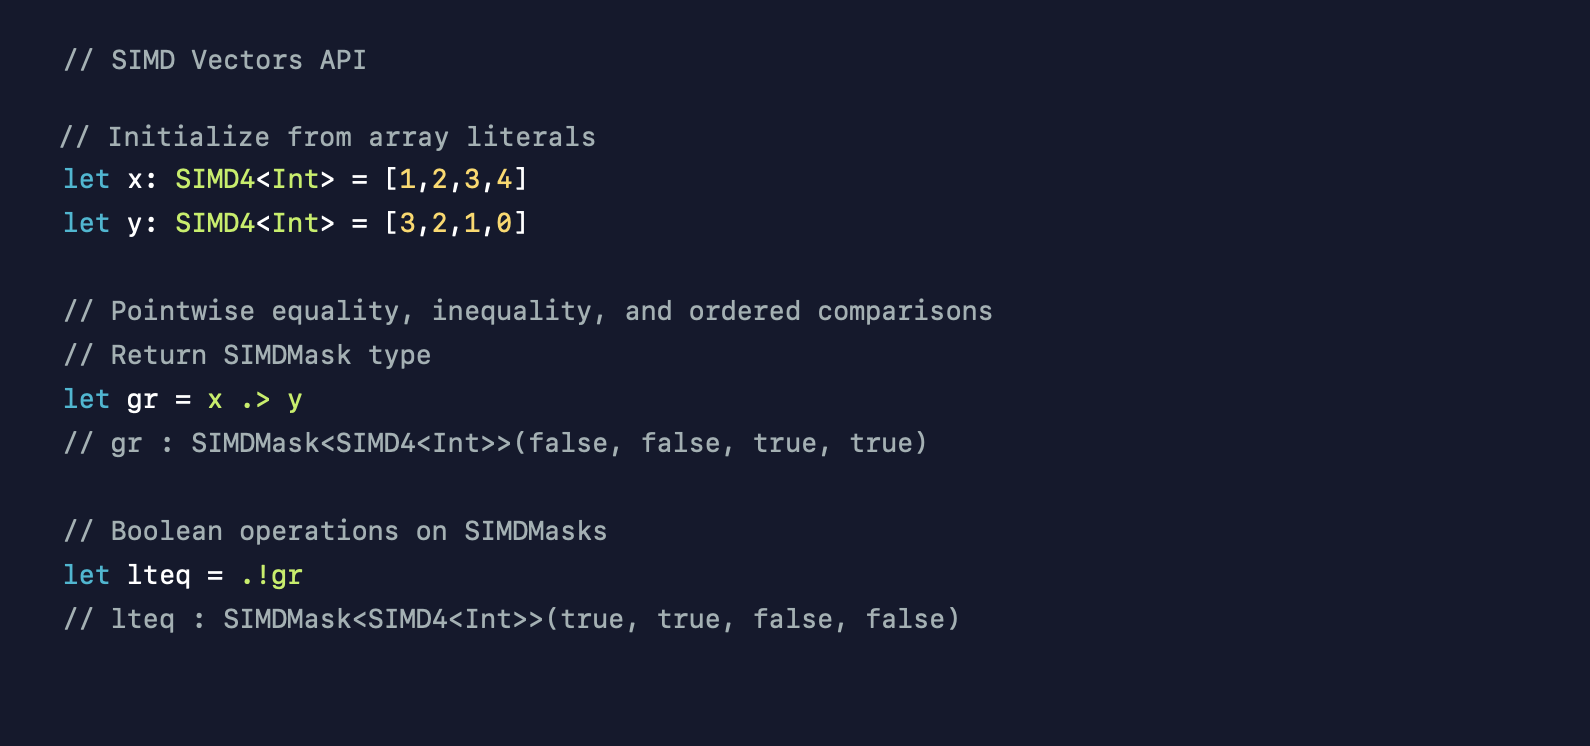 // SIMD Vectors API
// Initialize from array literals
let x: SIMD4<Int> = [1,2,3,4]
let y: SIMD4<Int> = [3,2,1,0]
// Pointwise equality, inequality, and ordered comparisons
// Return SIMDMask type
let gr = x .> y
// gr : SIMDMask<SIMD4<Int>>(false, false, true, true)
// Boolean operations on SIMDMasks
let lteq = .!gr
// lteq : SIMDMask<SIMD4<Int>>(true, true, false, false)